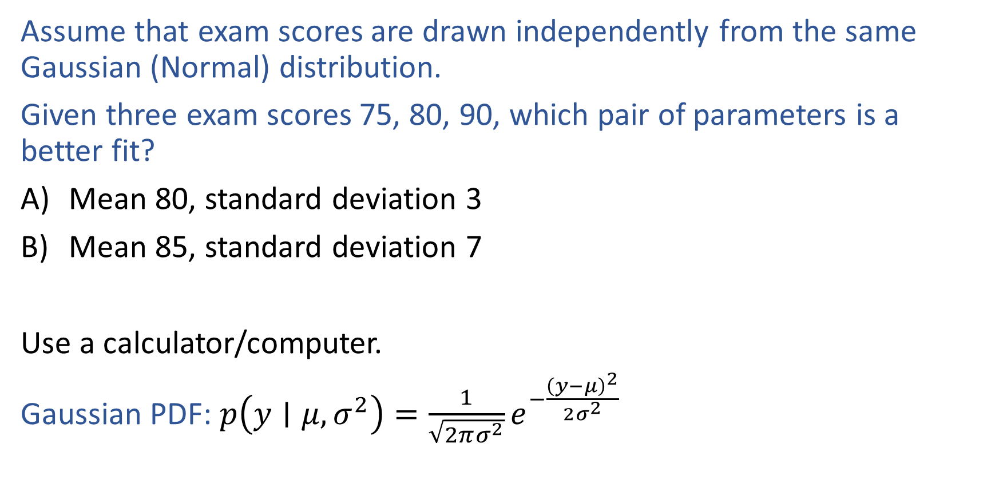 Assume that exam scores are drawn independently from the same
Gaussian (Normal) distribution.
Given three exam scores 75, 80, 90, which pair of parameters is a
better fit?
A) Mean 80, standard deviation 3
B) Mean 85, standard deviation 7
Use a calculator/computer.
Gaussian PDF: $p(y \mid \mu, \sigma^2) = \frac{1}{\sqrt{2\pi\sigma^2}} e^{-\frac{(y-\mu)^2}{2\sigma^2}}$